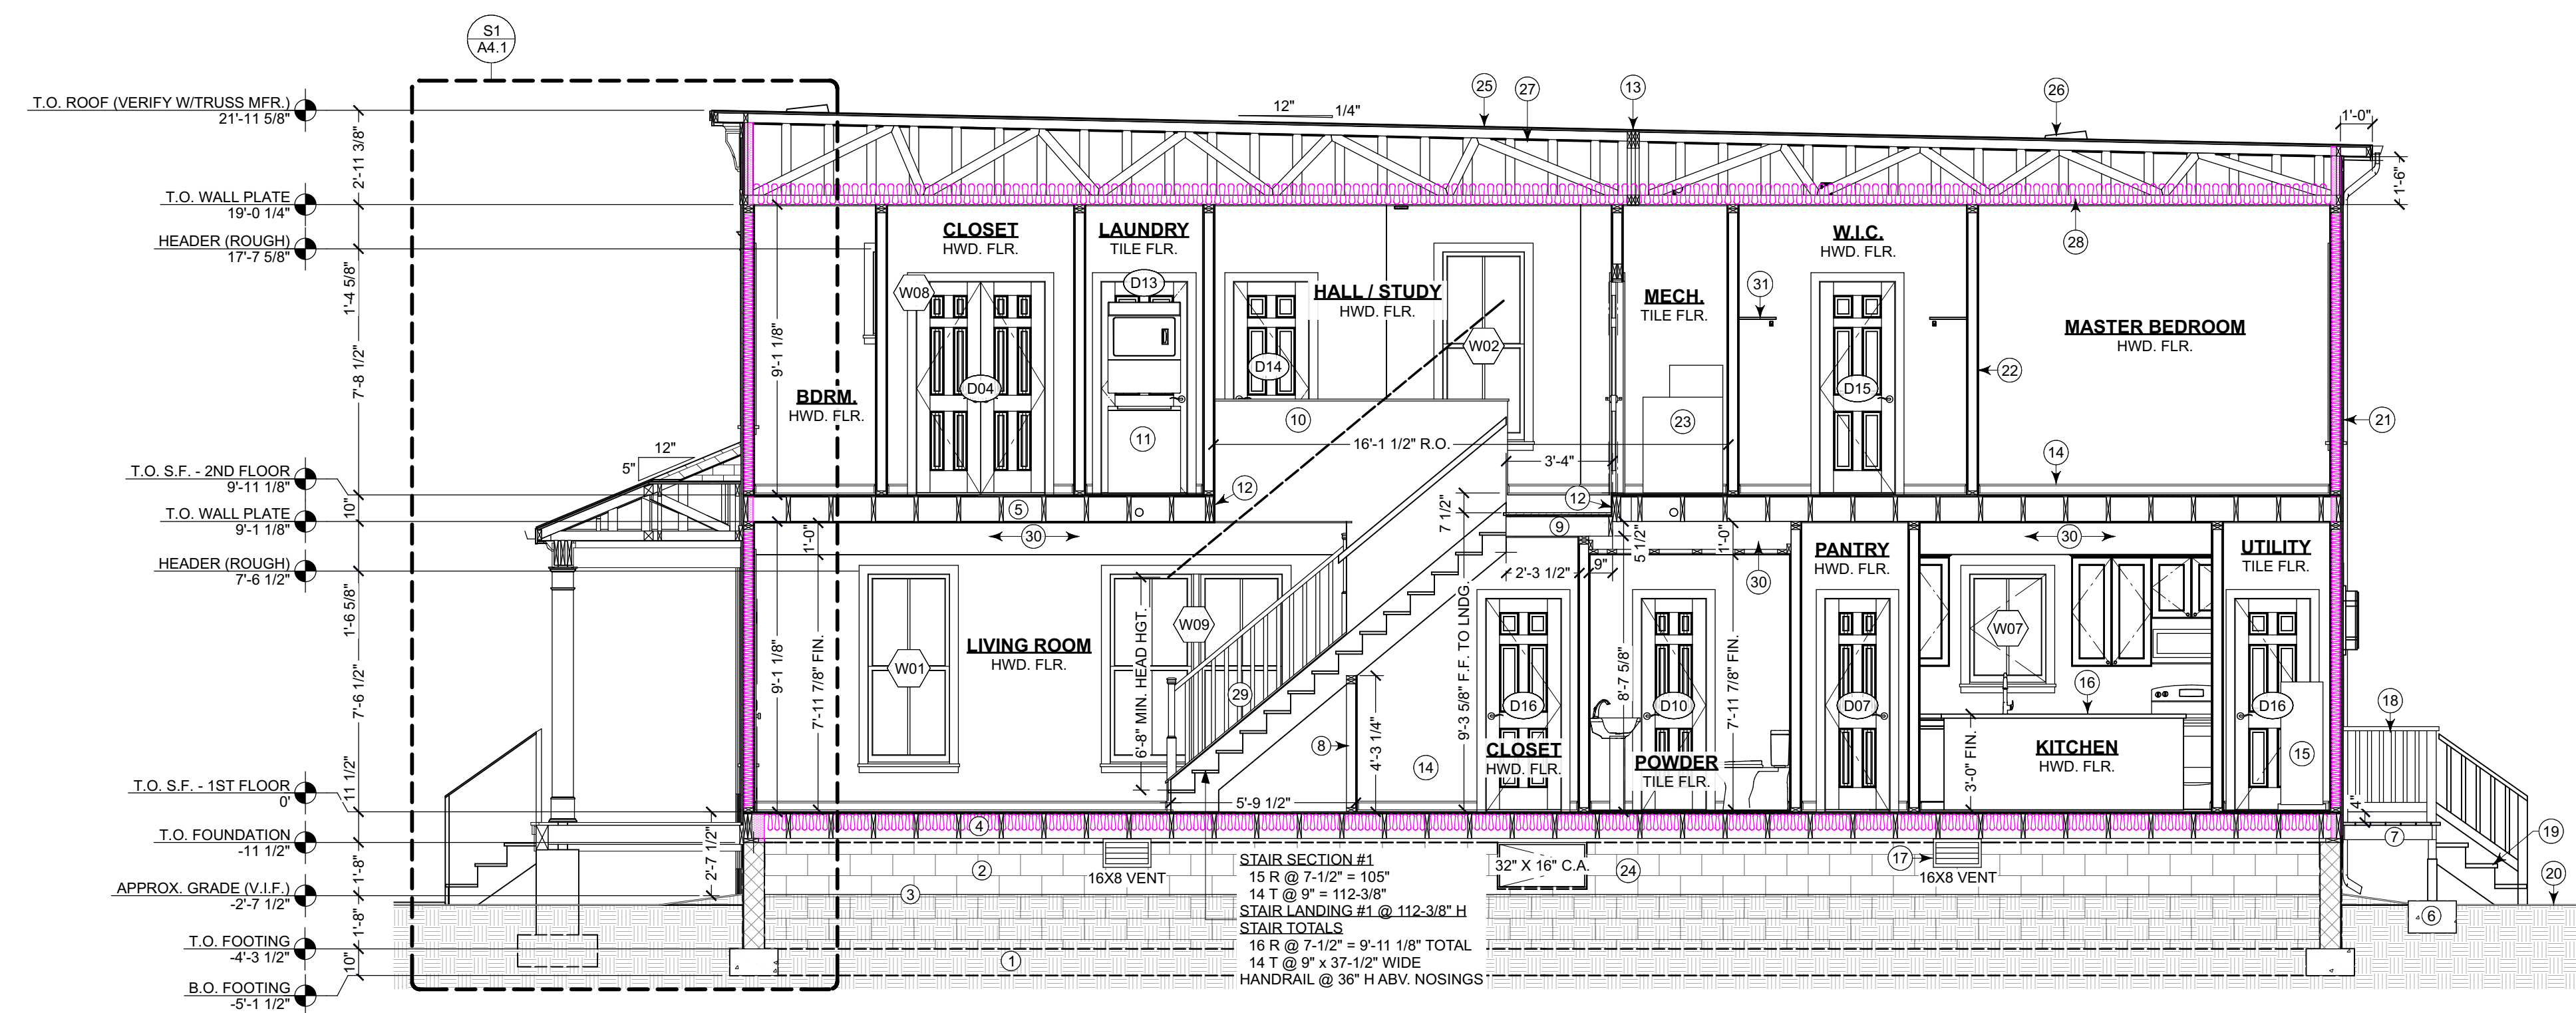 S1
A4.1
T.O. ROOF (VERIFY W/TRUSS MFR.)
21'-11 5/8"
2'-11 3/8"
T.O. WALL PLATE
19'-0 1/4"
HEADER (ROUGH)
17'-7 5/8"
1'-4 5/8"
7'-8 1/2"
T.O. S.F. - 2ND FLOOR
9'-11 1/8"
10"
T.O. WALL PLATE
9'-1 1/8"
HEADER (ROUGH)
7'-6 1/2"
1'-6 5/8"
7'-6 1/2"
T.O. S.F. - 1ST FLOOR
0'
11 1/2"
T.O. FOUNDATION
-11 1/2"
1'-8"
APPROX. GRADE (V.I.F.)
-2'-7 1/2"
1'-8"
T.O. FOOTING
-4'-3 1/2"
10"
B.O. FOOTING
-5'-1 1/2"
12"
5"
2'-7 1/2"
12"
1/4"
25
27
13
26
1'-0"
1'-6"
28
9'-1 1/8"
BDRM.
HWD. FLR.
CLOSET
HWD. FLR.
W08
D04
LAUNDRY
TILE FLR.
D13
11
HALL / STUDY
HWD. FLR.
D14
W02
10
16'-1 1/2" R.O.
3'-4"
12
12
MECH.
TILE FLR.
23
W.I.C.
HWD. FLR.
31
D15
22
MASTER BEDROOM
HWD. FLR.
14
21
5
30
1'-0"
9'-1 1/8"
7'-11 7/8" FIN.
LIVING ROOM
HWD. FLR.
W01
W09
6'-8" MIN. HEAD HGT.
29
5'-9 1/2"
8
4'-3 1/4"
14
7 1/2"
9
9'-3 5/8" F.F. TO LNDG.
2'-3 1/2"
9"
5 1/2"
1'-0"
30
CLOSET
HWD. FLR.
D16
8'-7 5/8"
POWDER
TILE FLR.
D10
7'-11 7/8" FIN.
PANTRY
HWD. FLR.
D07
30
W07
16
3'-0" FIN.
KITCHEN
HWD. FLR.
UTILITY
TILE FLR.
D16
15
18
4"
7
19
20
6
4
2
3
1
16X8 VENT
32" X 16" C.A.
24
17
16X8 VENT
STAIR SECTION #1
15 R @ 7-1/2" = 105"
14 T @ 9" = 112-3/8"
STAIR LANDING #1 @ 112-3/8" H
STAIR TOTALS
16 R @ 7-1/2" = 9'-11 1/8" TOTAL
14 T @ 9" x 37-1/2" WIDE
HANDRAIL @ 36" H ABV. NOSINGS